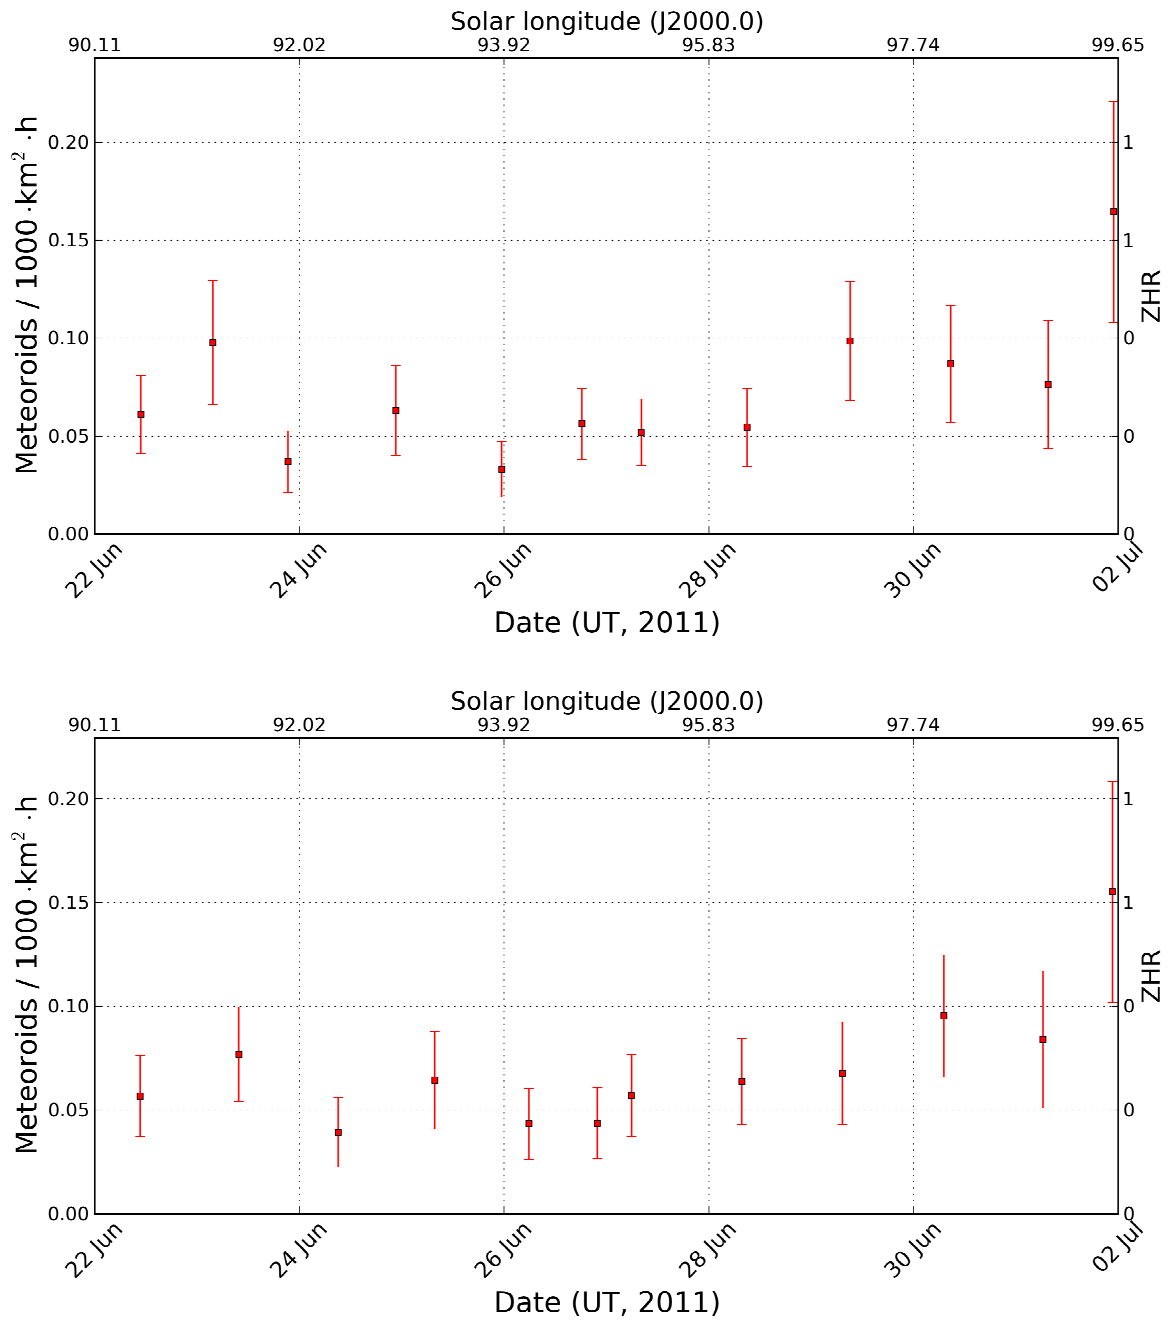 Solar longitude (J2000.0)
90.11 92.02 93.92 95.83 97.74 99.65
Meteoroids / 1000 ·km² ·h
0.20
0.15
0.10
0.05
0.00
1
1
0
0
0
ZHR
22 Jun 24 Jun 26 Jun 28 Jun 30 Jun 02 Jul
Date (UT, 2011)
Solar longitude (J2000.0)
90.11 92.02 93.92 95.83 97.74 99.65
Meteoroids / 1000 ·km² ·h
0.20
0.15
0.10
0.05
0.00
1
1
0
0
0
ZHR
22 Jun 24 Jun 26 Jun 28 Jun 30 Jun 02 Jul
Date (UT, 2011)